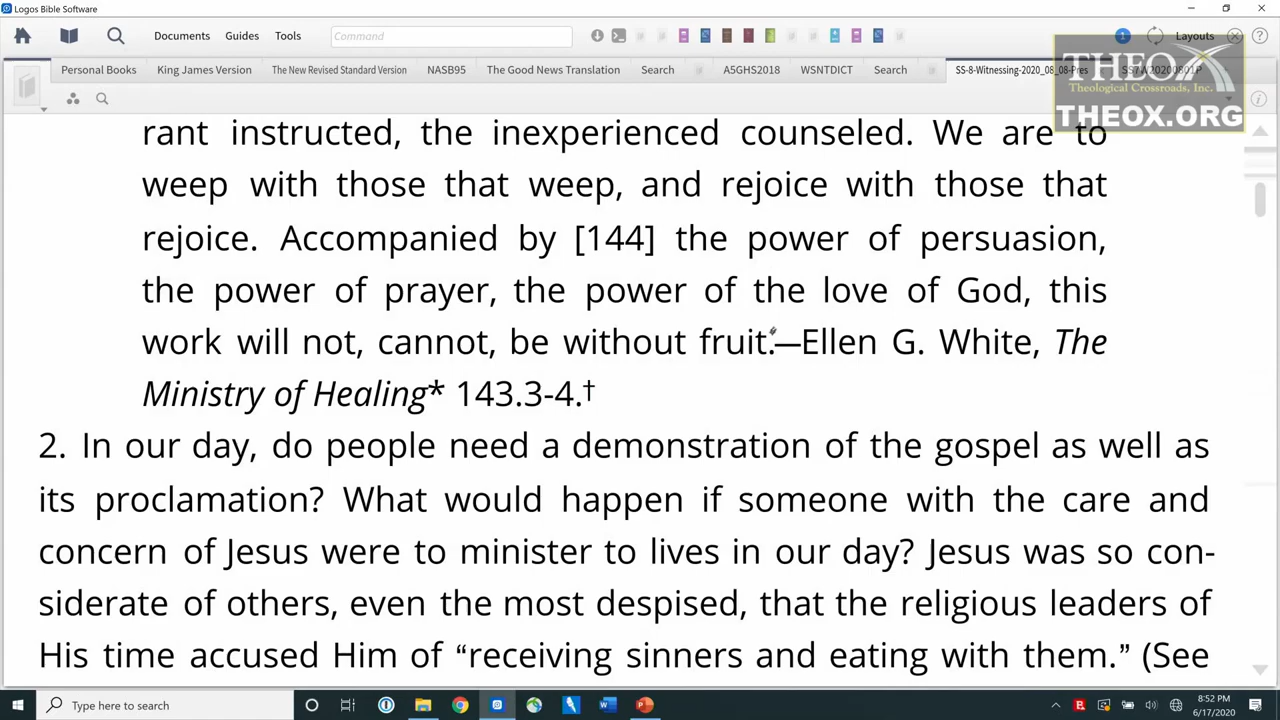 Logos Bible Software
Documents Guides Tools Command 1 Layouts
Personal Books King James Version The New Revised Stan NASB95 The Good News Translation Search ASGHS2018 WSNTDICT Search SS-8-Witnessing-2020_08_08-Pres
THEOX
Theological Crossroads, Inc.
THEOX.ORG
rant instructed, the inexperienced counseled. We are to
weep with those that weep, and rejoice with those that
rejoice. Accompanied by [144] the power of persuasion,
the power of prayer, the power of the love of God, this
work will not, cannot, be without fruit.—Ellen G. White, The
Ministry of Healing* 143.3-4.†
2. In our day, do people need a demonstration of the gospel as well as
its proclamation? What would happen if someone with the care and
concern of Jesus were to minister to lives in our day? Jesus was so con-
siderate of others, even the most despised, that the religious leaders of
His time accused Him of “receiving sinners and eating with them.” (See
Type here to search
8:52 PM
6/17/2020